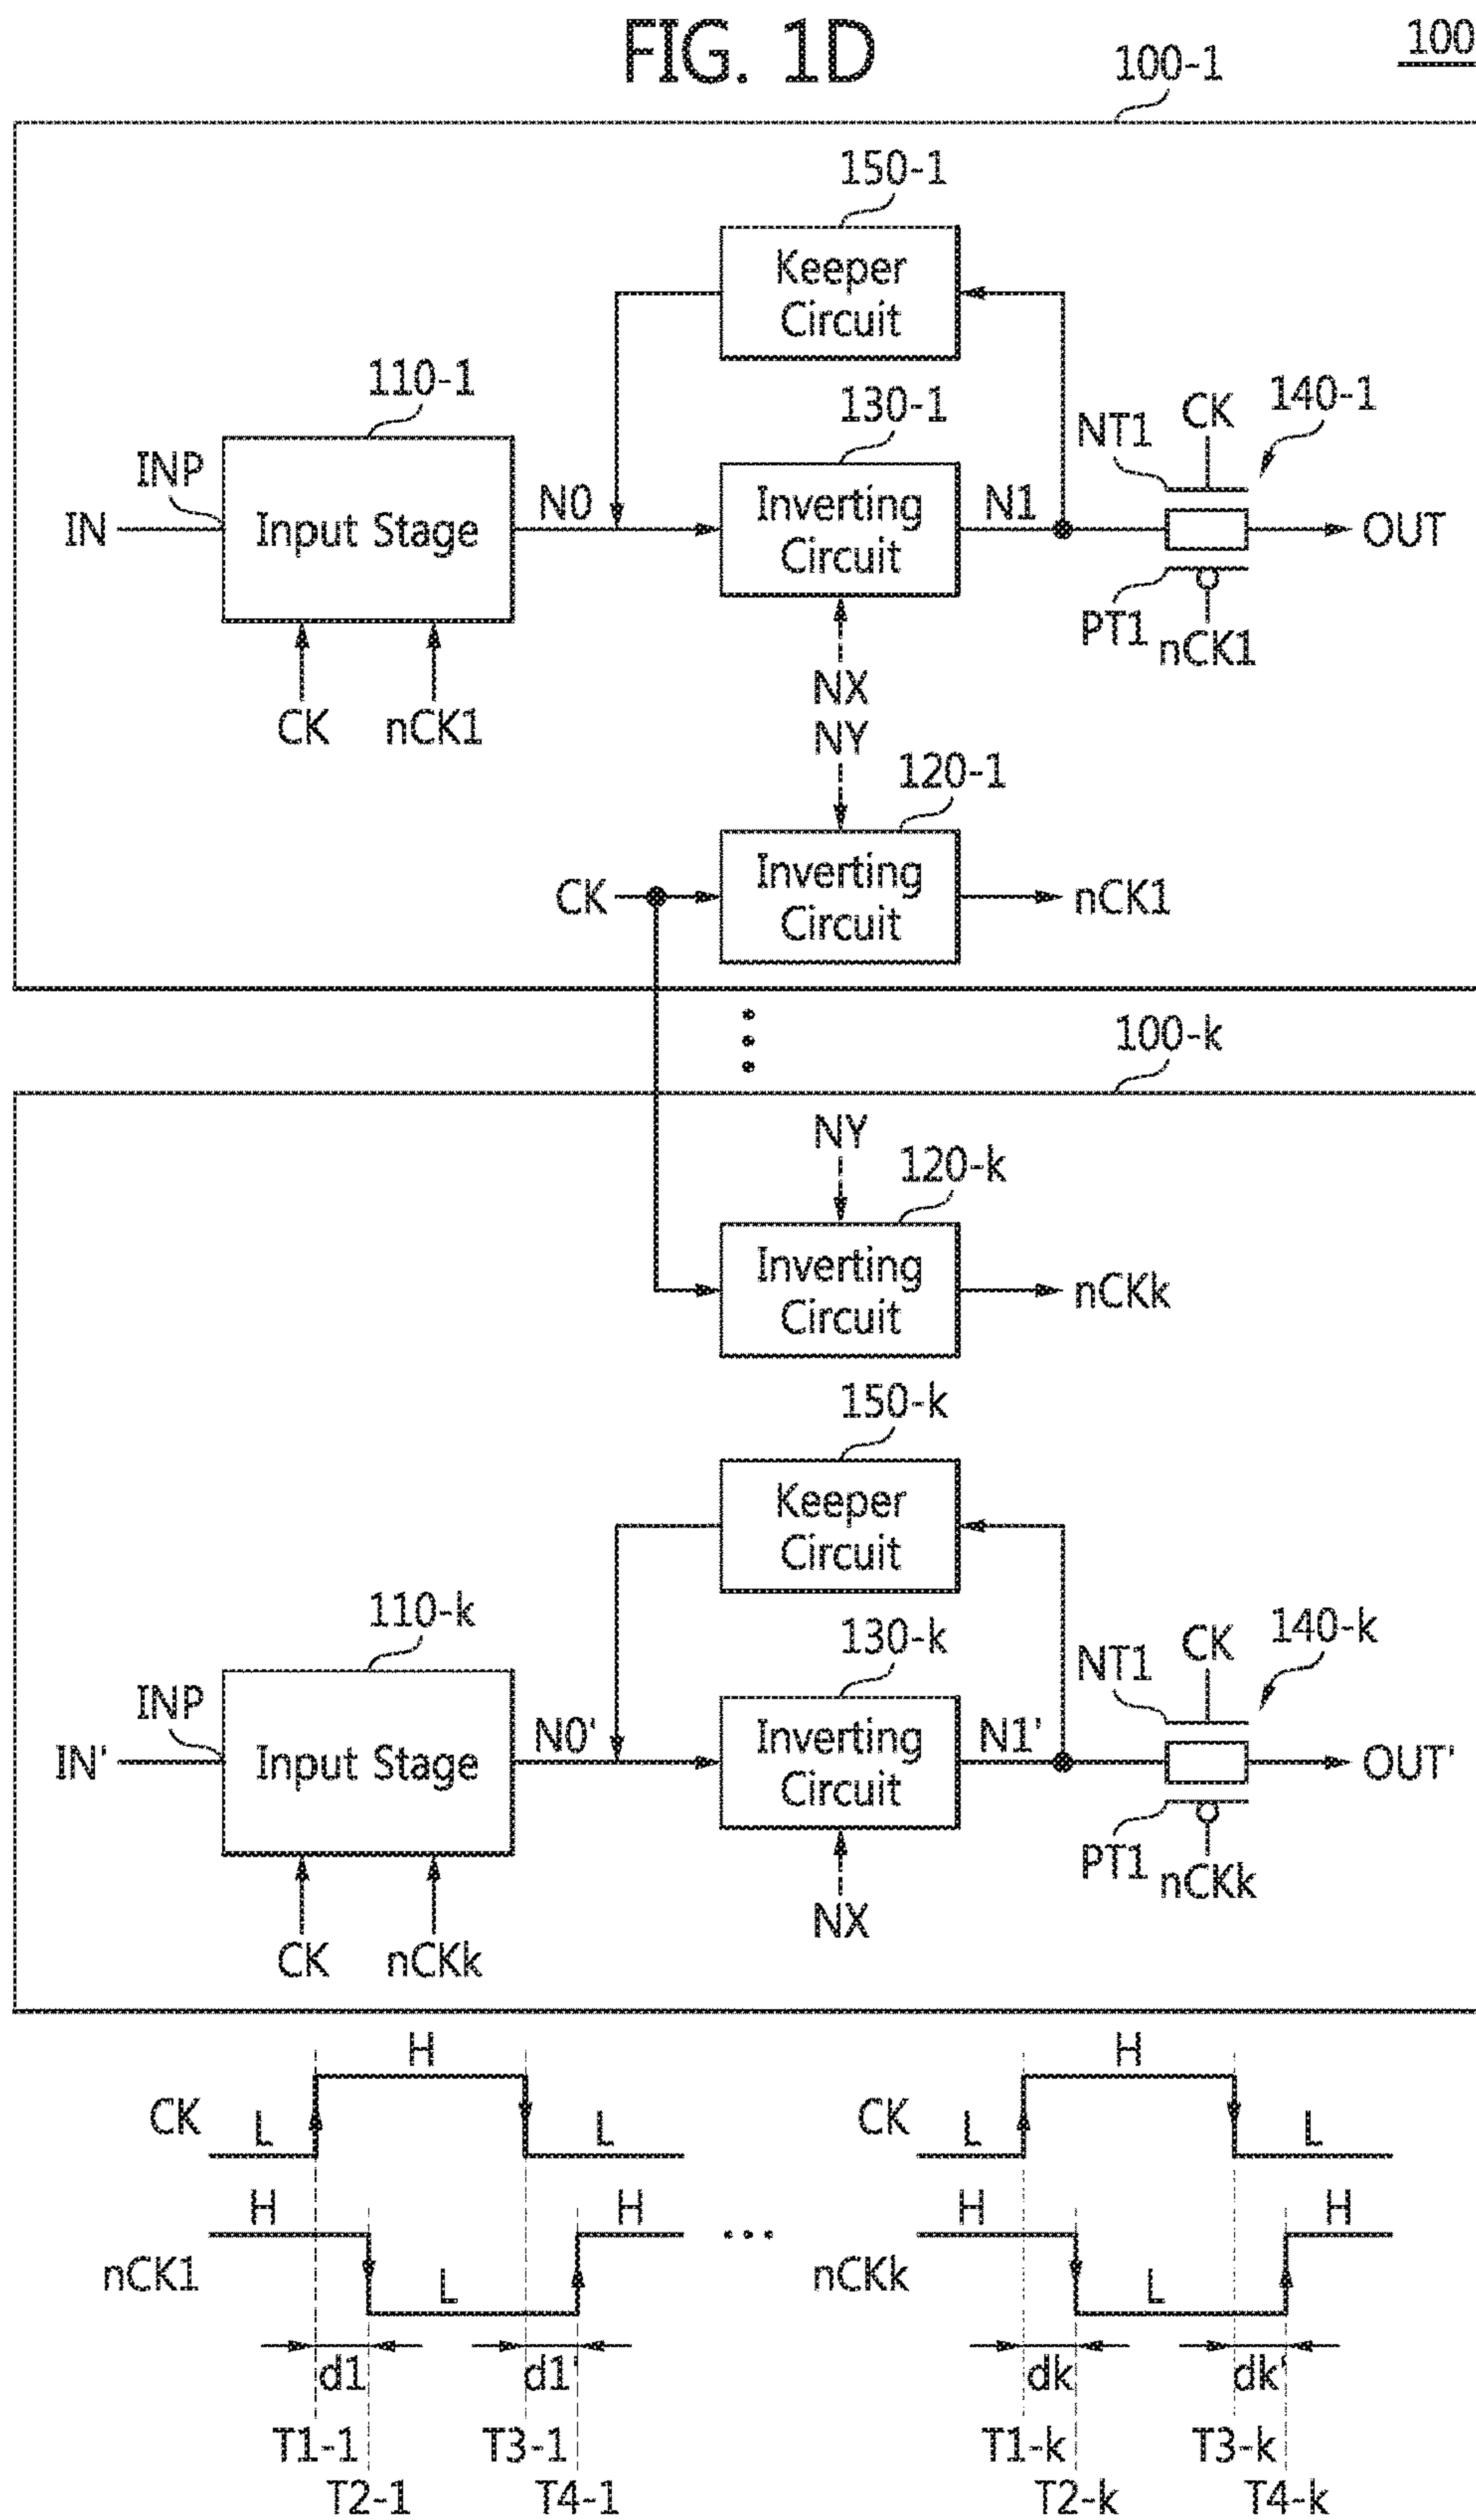 FIG. 1D
100
100-1
150-1
Keeper
Circuit
110-1
130-1
140-1
INP
NT1
CK
IN
Input Stage
N0
Inverting
Circuit
N1
OUT
PT1
nCK1
CK
nCK1
NX
NY
120-1
CK
Inverting
Circuit
nCK1
100-k
NY
120-k
Inverting
Circuit
nCKk
150-k
Keeper
Circuit
110-k
130-k
140-k
INP
NT1
CK
IN'
Input Stage
N0'
Inverting
Circuit
N1'
OUT'
PT1
nCKk
CK
nCKk
NX
H
H
CK
L
L
CK
L
L
H
H
H
H
nCK1
L
nCKk
L
d1
d1'
dk
dk'
T1-1
T3-1
T1-k
T3-k
T2-1
T4-1
T2-k
T4-k